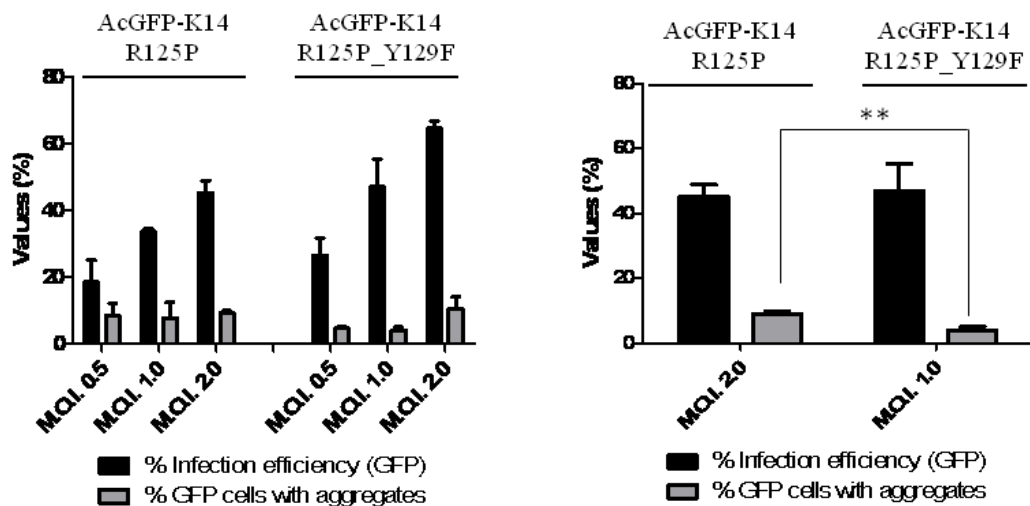 AcGFP-K14
R125P
AcGFP-K14
R125P_Y129F
Values (%)
80
60
40
20
0
M.O.I. 0.5
M.O.I. 1.0
M.O.I. 2.0
M.O.I. 0.5
M.O.I. 1.0
M.O.I. 2.0
% Infection efficiency (GFP)
% GFP cells with aggregates
AcGFP-K14
R125P
AcGFP-K14
R125P_Y129F
**
Values (%)
80
60
40
20
0
M.O.I. 2.0
M.O.I. 1.0
% Infection efficiency (GFP)
% GFP cells with aggregates